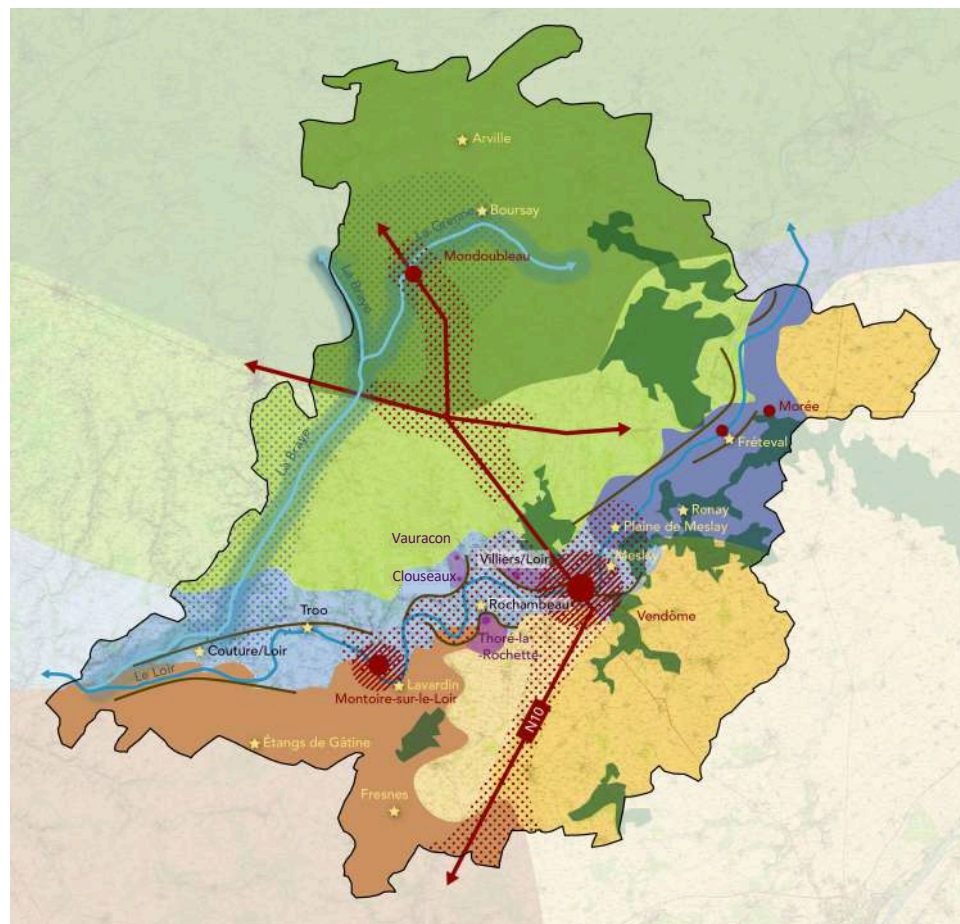 Arville
Boursay
La Grenne
Mondoubleau
La Braye
La Braye
Morée
Fréteval
Ronay
Plaine de Meslay
Vauracon
Villiers/Loir
Meslay
Clouseaux
Rochambeau
Vendôme
Troo
Thoré-la
-Rochette
Couture/Loir
Le Loir
Lavardin
Montoire-sur-le-Loir
N10
Étangs de Gâtine
Fresnes